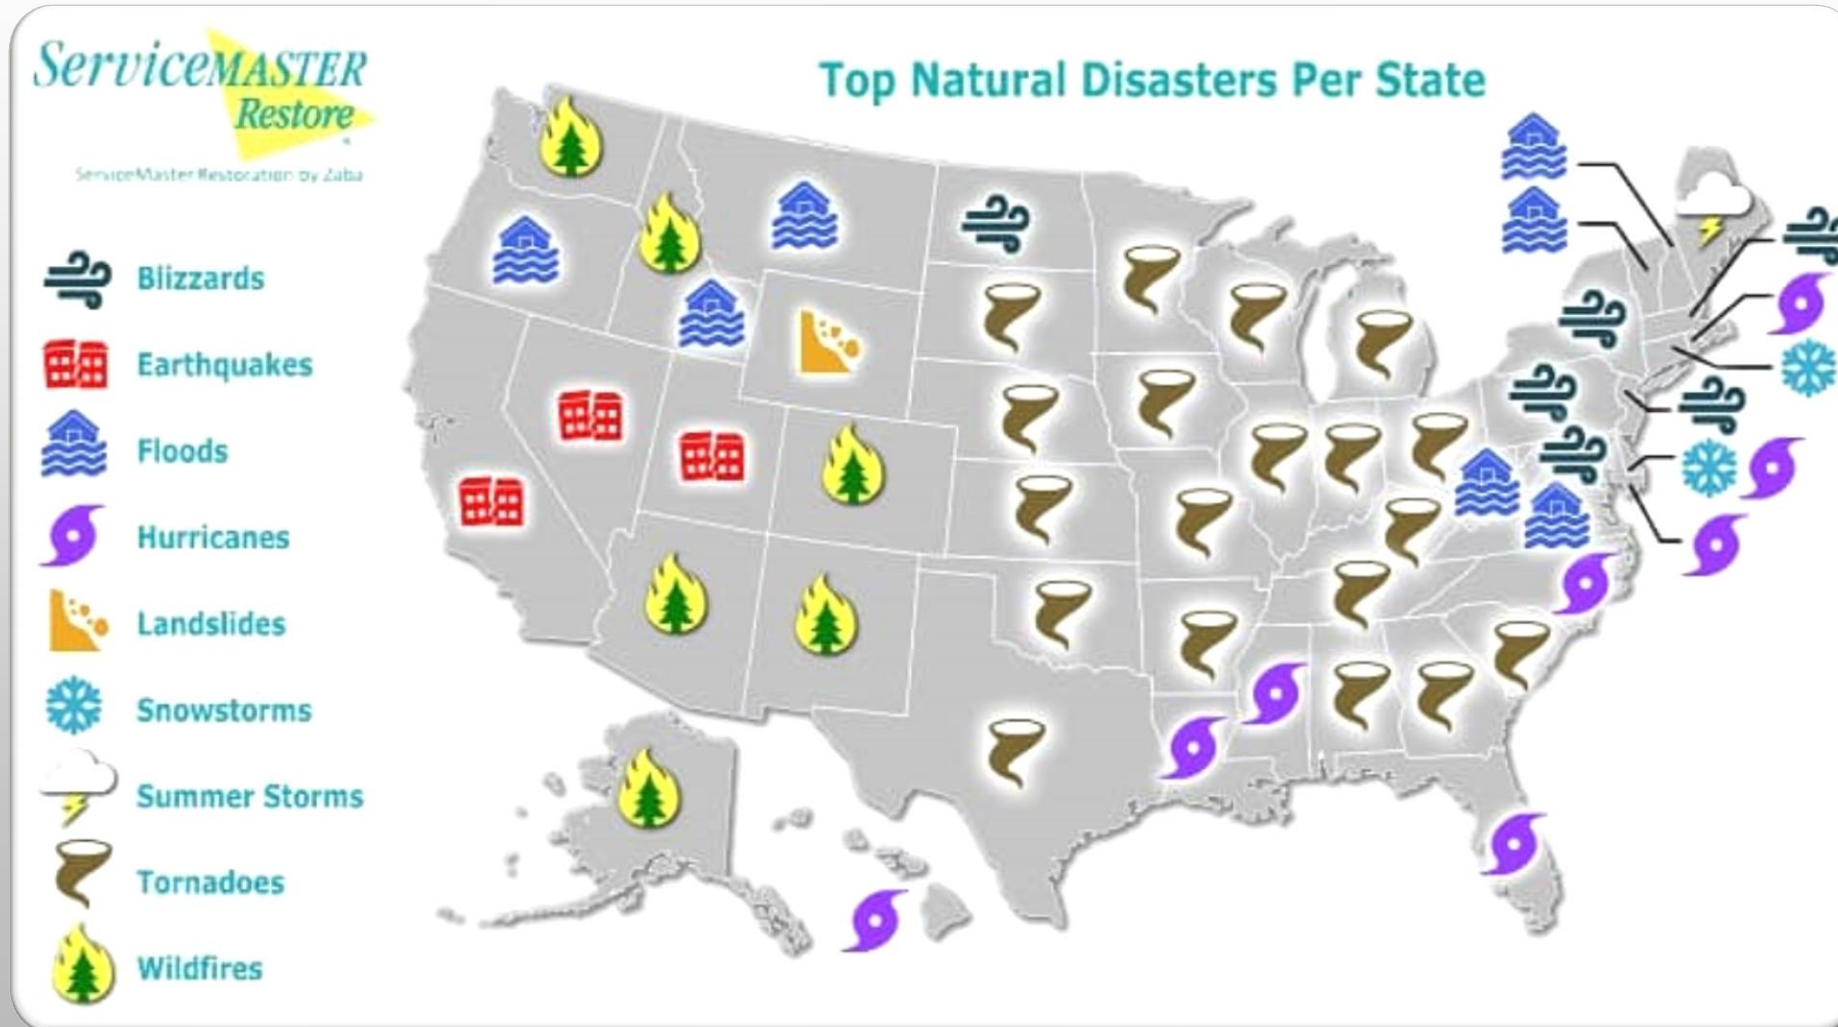 ServiceMASTER
Restore
ServiceMaster Restoration by Zaba
Top Natural Disasters Per State
Blizzards
Earthquakes
Floods
Hurricanes
Landslides
Snowstorms
Summer Storms
Tornadoes
Wildfires